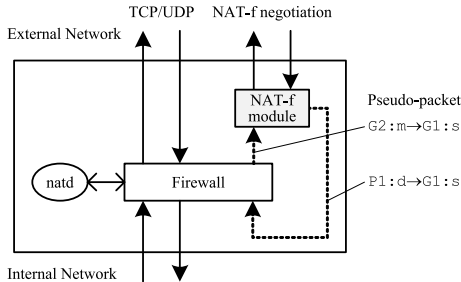 TCP/UDP NAT-f negotiation
External Network
NAT-f
module
Pseudo-packet
G2:m→G1:s
natd
Firewall
P1:d→G1:s
Internal Network